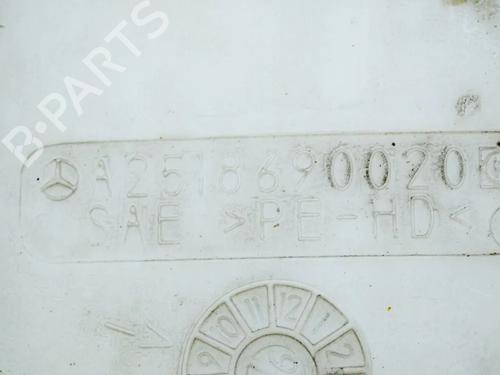 B-PARTS
A2518690020
SAE >PE-HD<
9 10 11 12 1 2